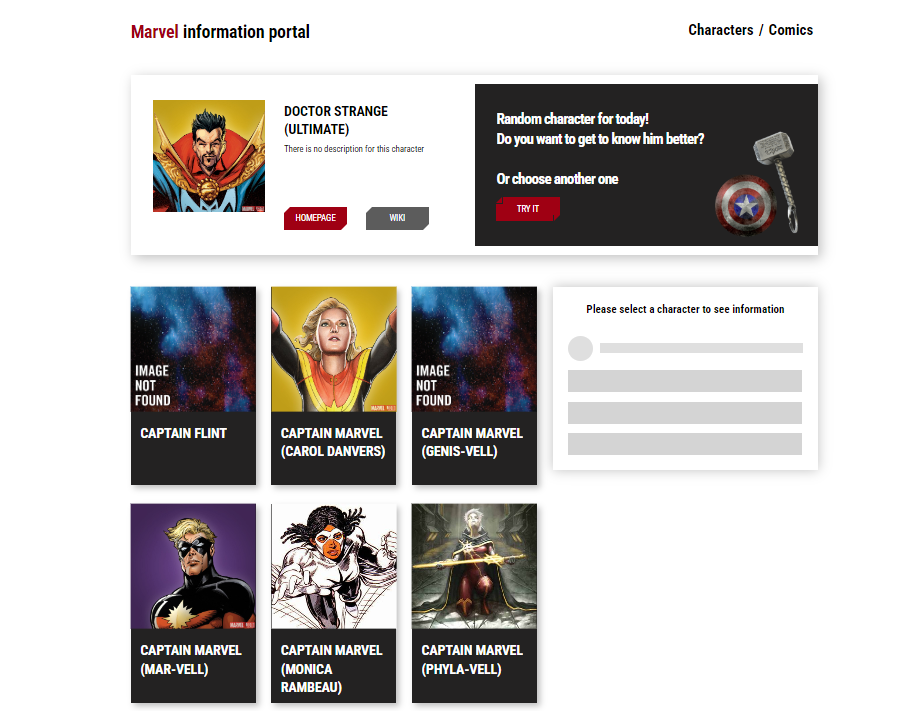 Marvel information portal
Characters / Comics
DOCTOR STRANGE
(ULTIMATE)
There is no description for this character
HOMEPAGE
WIKI
Random character for today!
Do you want to get to know him better?
Or choose another one
TRY IT
IMAGE
NOT
FOUND
CAPTAIN FLINT
CAPTAIN MARVEL
(CAROL DANVERS)
IMAGE
NOT
FOUND
CAPTAIN MARVEL
(GENIS-VELL)
Please select a character to see information
CAPTAIN MARVEL
(MAR-VELL)
CAPTAIN MARVEL
(MONICA
RAMBEAU)
CAPTAIN MARVEL
(PHYLA-VELL)